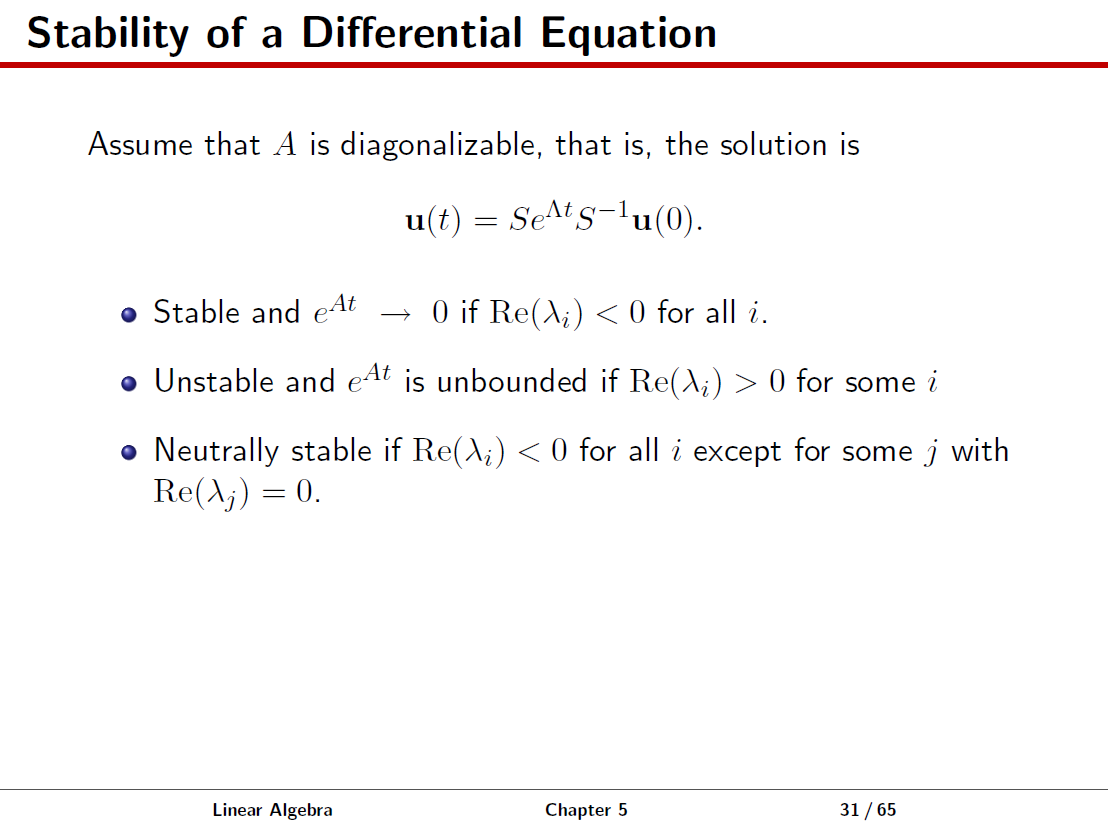 Stability of a Differential Equation
Assume that A is diagonalizable, that is, the solution is
u(t) = Se^{Λt}S^{−1}u(0).
Stable and e^{At} → 0 if Re(λ_i) < 0 for all i.
Unstable and e^{At} is unbounded if Re(λ_i) > 0 for some i
Neutrally stable if Re(λ_i) < 0 for all i except for some j with
Re(λ_j) = 0.
Linear Algebra Chapter 5 31 / 65